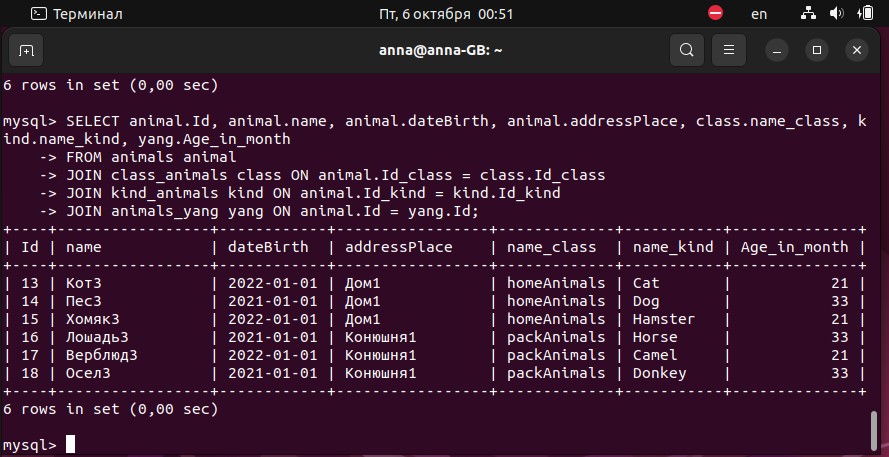 Терминал
Пт, 6 октября 00:51
en
anna@anna-GB: ~
6 rows in set (0,00 sec)
mysql> SELECT animal.Id, animal.name, animal.dateBirth, animal.addressPlace, class.name_class, k
ind.name_kind, yang.Age_in_month
    -> FROM animals animal
    -> JOIN class_animals class ON animal.Id_class = class.Id_class
    -> JOIN kind_animals kind ON animal.Id_kind = kind.Id_kind
    -> JOIN animals_yang yang ON animal.Id = yang.Id;
+----+-----------------+------------+-----------------+-------------+-----------+--------------+
| Id | name            | dateBirth  | addressPlace    | name_class  | name_kind | Age_in_month |
+----+-----------------+------------+-----------------+-------------+-----------+--------------+
| 13 | Кот3            | 2022-01-01 | Дом1            | homeAnimals | Cat       |           21 |
| 14 | Пес3            | 2021-01-01 | Дом1            | homeAnimals | Dog       |           33 |
| 15 | Хомяк3          | 2022-01-01 | Дом1            | homeAnimals | Hamster   |           21 |
| 16 | Лошадь3         | 2021-01-01 | Конюшня1        | packAnimals | Horse     |           33 |
| 17 | Верблюд3        | 2022-01-01 | Конюшня1        | packAnimals | Camel     |           21 |
| 18 | Осел3           | 2021-01-01 | Конюшня1        | packAnimals | Donkey    |           33 |
+----+-----------------+------------+-----------------+-------------+-----------+--------------+
6 rows in set (0,00 sec)
mysql>